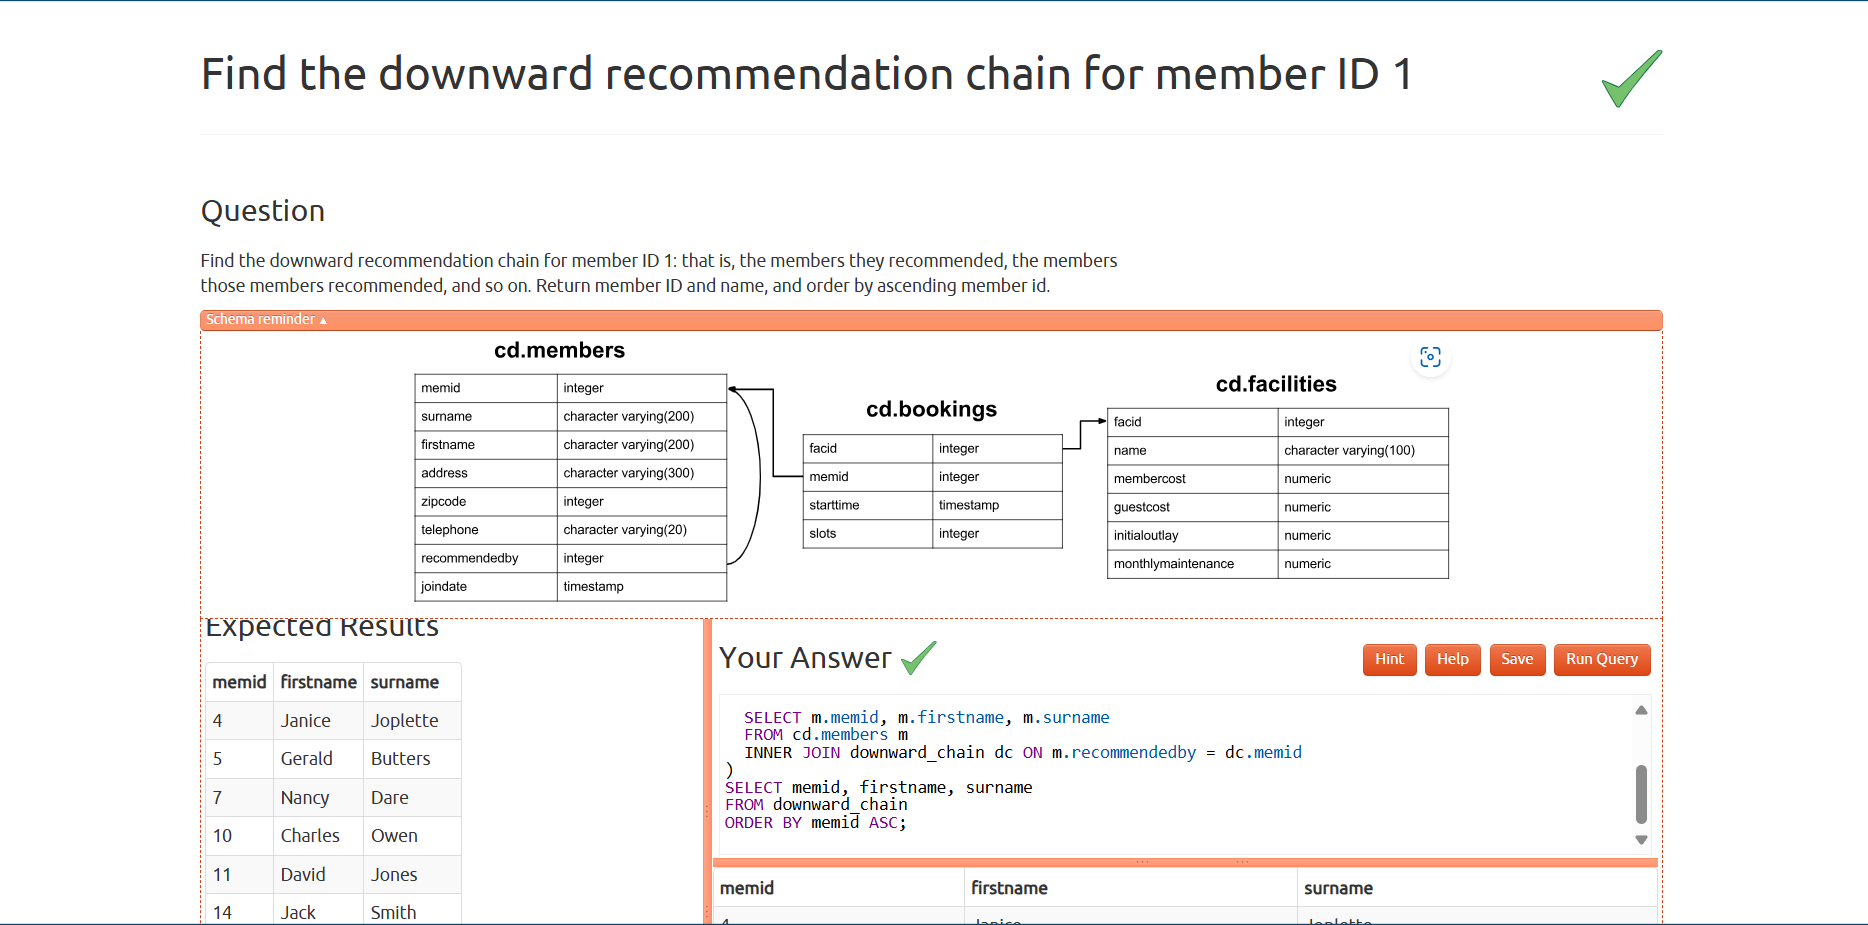 Find the downward recommendation chain for member ID 1
Question
Find the downward recommendation chain for member ID 1: that is, the members they recommended, the members
those members recommended, and so on. Return member ID and name, and order by ascending member id.
Schema reminder ▲
cd.members
memid integer
surname character varying(200)
firstname character varying(200)
address character varying(300)
zipcode integer
telephone character varying(20)
recommendedby integer
joindate timestamp
cd.bookings
facid integer
memid integer
starttime timestamp
slots integer
cd.facilities
facid integer
name character varying(100)
membercost numeric
guestcost numeric
initialoutlay numeric
monthlymaintenance numeric
Expected Results
memid firstname surname
4 Janice Joplette
5 Gerald Butters
7 Nancy Dare
10 Charles Owen
11 David Jones
14 Jack Smith
Your Answer
Hint Help Save Run Query
SELECT m.memid, m.firstname, m.surname
FROM cd.members m
INNER JOIN downward_chain dc ON m.recommendedby = dc.memid
)
SELECT memid, firstname, surname
FROM downward_chain
ORDER BY memid ASC;
memid firstname surname
4 Janice Joplette